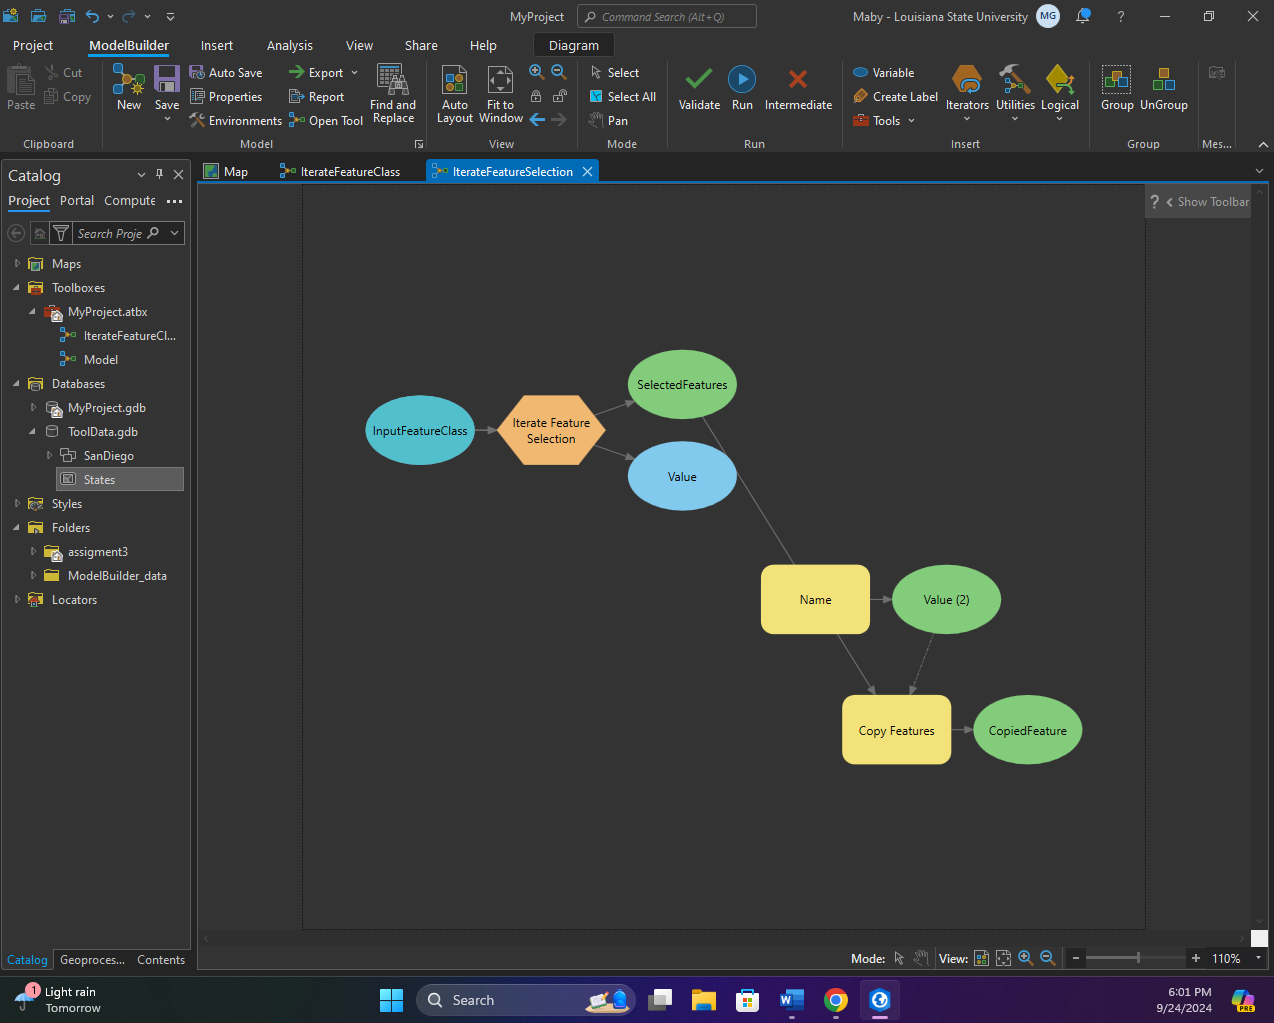 MyProject
Command Search (Alt+Q)
Maby - Louisiana State University
MG
?
Project
ModelBuilder
Insert
Analysis
View
Share
Help
Diagram
Paste
Cut
Copy
Clipboard
New
Save
Auto Save
Properties
Environments
Export
Report
Open Tool
Find and
Replace
Model
Auto
Layout
Fit to
Window
View
Select
Select All
Pan
Mode
Validate
Run
Intermediate
Run
Variable
Create Label
Tools
Iterators
Utilities
Logical
Insert
Group
UnGroup
Group
Mes...
Catalog
Project
Portal
Compute
Search Proje
Maps
Toolboxes
MyProject.atbx
IterateFeatureCl...
Model
Databases
MyProject.gdb
ToolData.gdb
SanDiego
States
Styles
Folders
assigment3
ModelBuilder_data
Locators
Catalog
Geoproces...
Contents
Map
IterateFeatureClass
IterateFeatureSelection
? < Show Toolbar
InputFeatureClass
Iterate Feature
Selection
SelectedFeatures
Value
Name
Value (2)
Copy Features
CopiedFeature
Mode:
View:
110%
1
Light rain
Tomorrow
Search
PRE
6:01 PM
9/24/2024